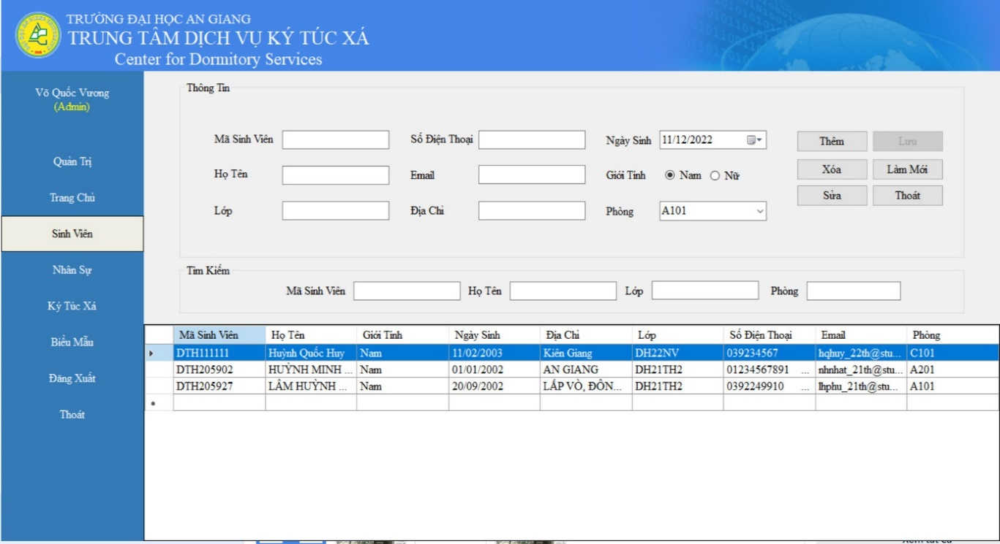 TRƯỜNG ĐẠI HỌC AN GIANG
TRUNG TÂM DỊCH VỤ KÝ TÚC XÁ
Center for Dormitory Services
Võ Quốc Vương
(Admin)
Quản Trị
Trang Chủ
Sinh Viên
Nhân Sự
Ký Túc Xá
Biểu Mẫu
Đăng Xuất
Thoát
Thông Tin
Mã Sinh Viên Số Điện Thoại Ngày Sinh 11/12/2022 Thêm Lưu
Họ Tên Email Giới Tính Nam Nữ Xóa Làm Mới
Lớp Địa Chỉ Phòng A101 Sửa Thoát
Tìm Kiếm
Mã Sinh Viên Họ Tên Lớp Phòng
Mã Sinh Viên Họ Tên Giới Tính Ngày Sinh Địa Chỉ Lớp Số Điện Thoại Email Phòng
DTH111111 Huỳnh Quốc Huy Nam 11/02/2003 Kiên Giang DH22NV 039234567 hqhuy_22th@stu... C101
DTH205902 HUỲNH MINH ... Nam 01/01/2002 AN GIANG DH21TH2 01234567891 ... nhnhat_21th@stu... A201
DTH205927 LÂM HUỲNH ... Nam 20/09/2002 LẤP VÒ, ĐÔN... DH21TH2 0392249910 ... lhphu_21th@stu... A101